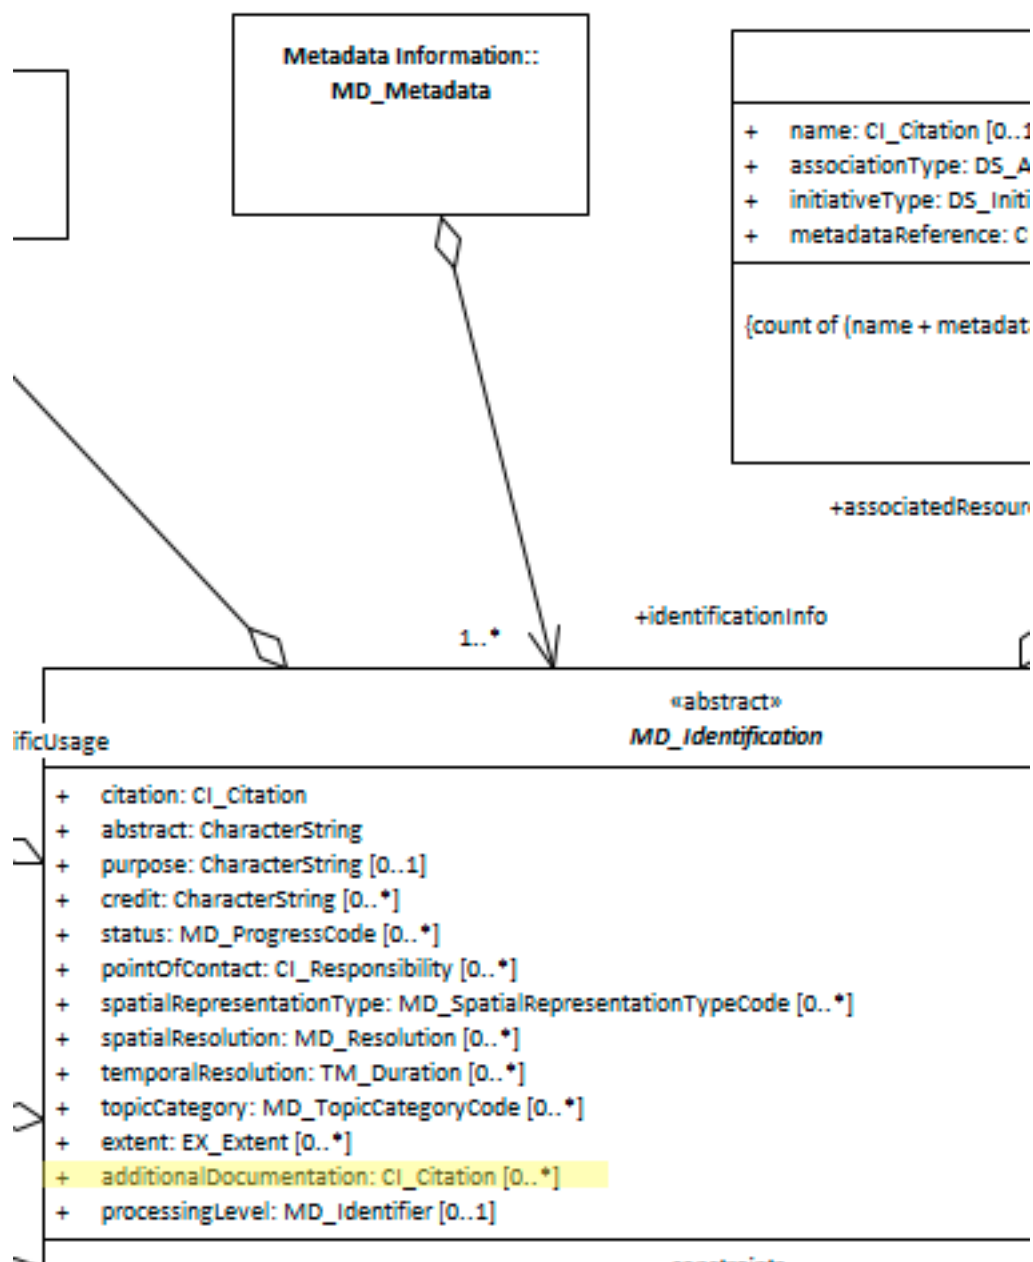 Metadata Information::
MD_Metadata
+ name: CI_Citation [0..1
+ associationType: DS_A
+ initiativeType: DS_Initi
+ metadataReference: C
{count of (name + metadata
+associatedResour
+identificationInfo
1..*
«abstract»
MD_Identification
ificUsage
+ citation: CI_Citation
+ abstract: CharacterString
+ purpose: CharacterString [0..1]
+ credit: CharacterString [0..*]
+ status: MD_ProgressCode [0..*]
+ pointOfContact: CI_Responsibility [0..*]
+ spatialRepresentationType: MD_SpatialRepresentationTypeCode [0..*]
+ spatialResolution: MD_Resolution [0..*]
+ temporalResolution: TM_Duration [0..*]
+ topicCategory: MD_TopicCategoryCode [0..*]
+ extent: EX_Extent [0..*]
+ additionalDocumentation: CI_Citation [0..*]
+ processingLevel: MD_Identifier [0..1]